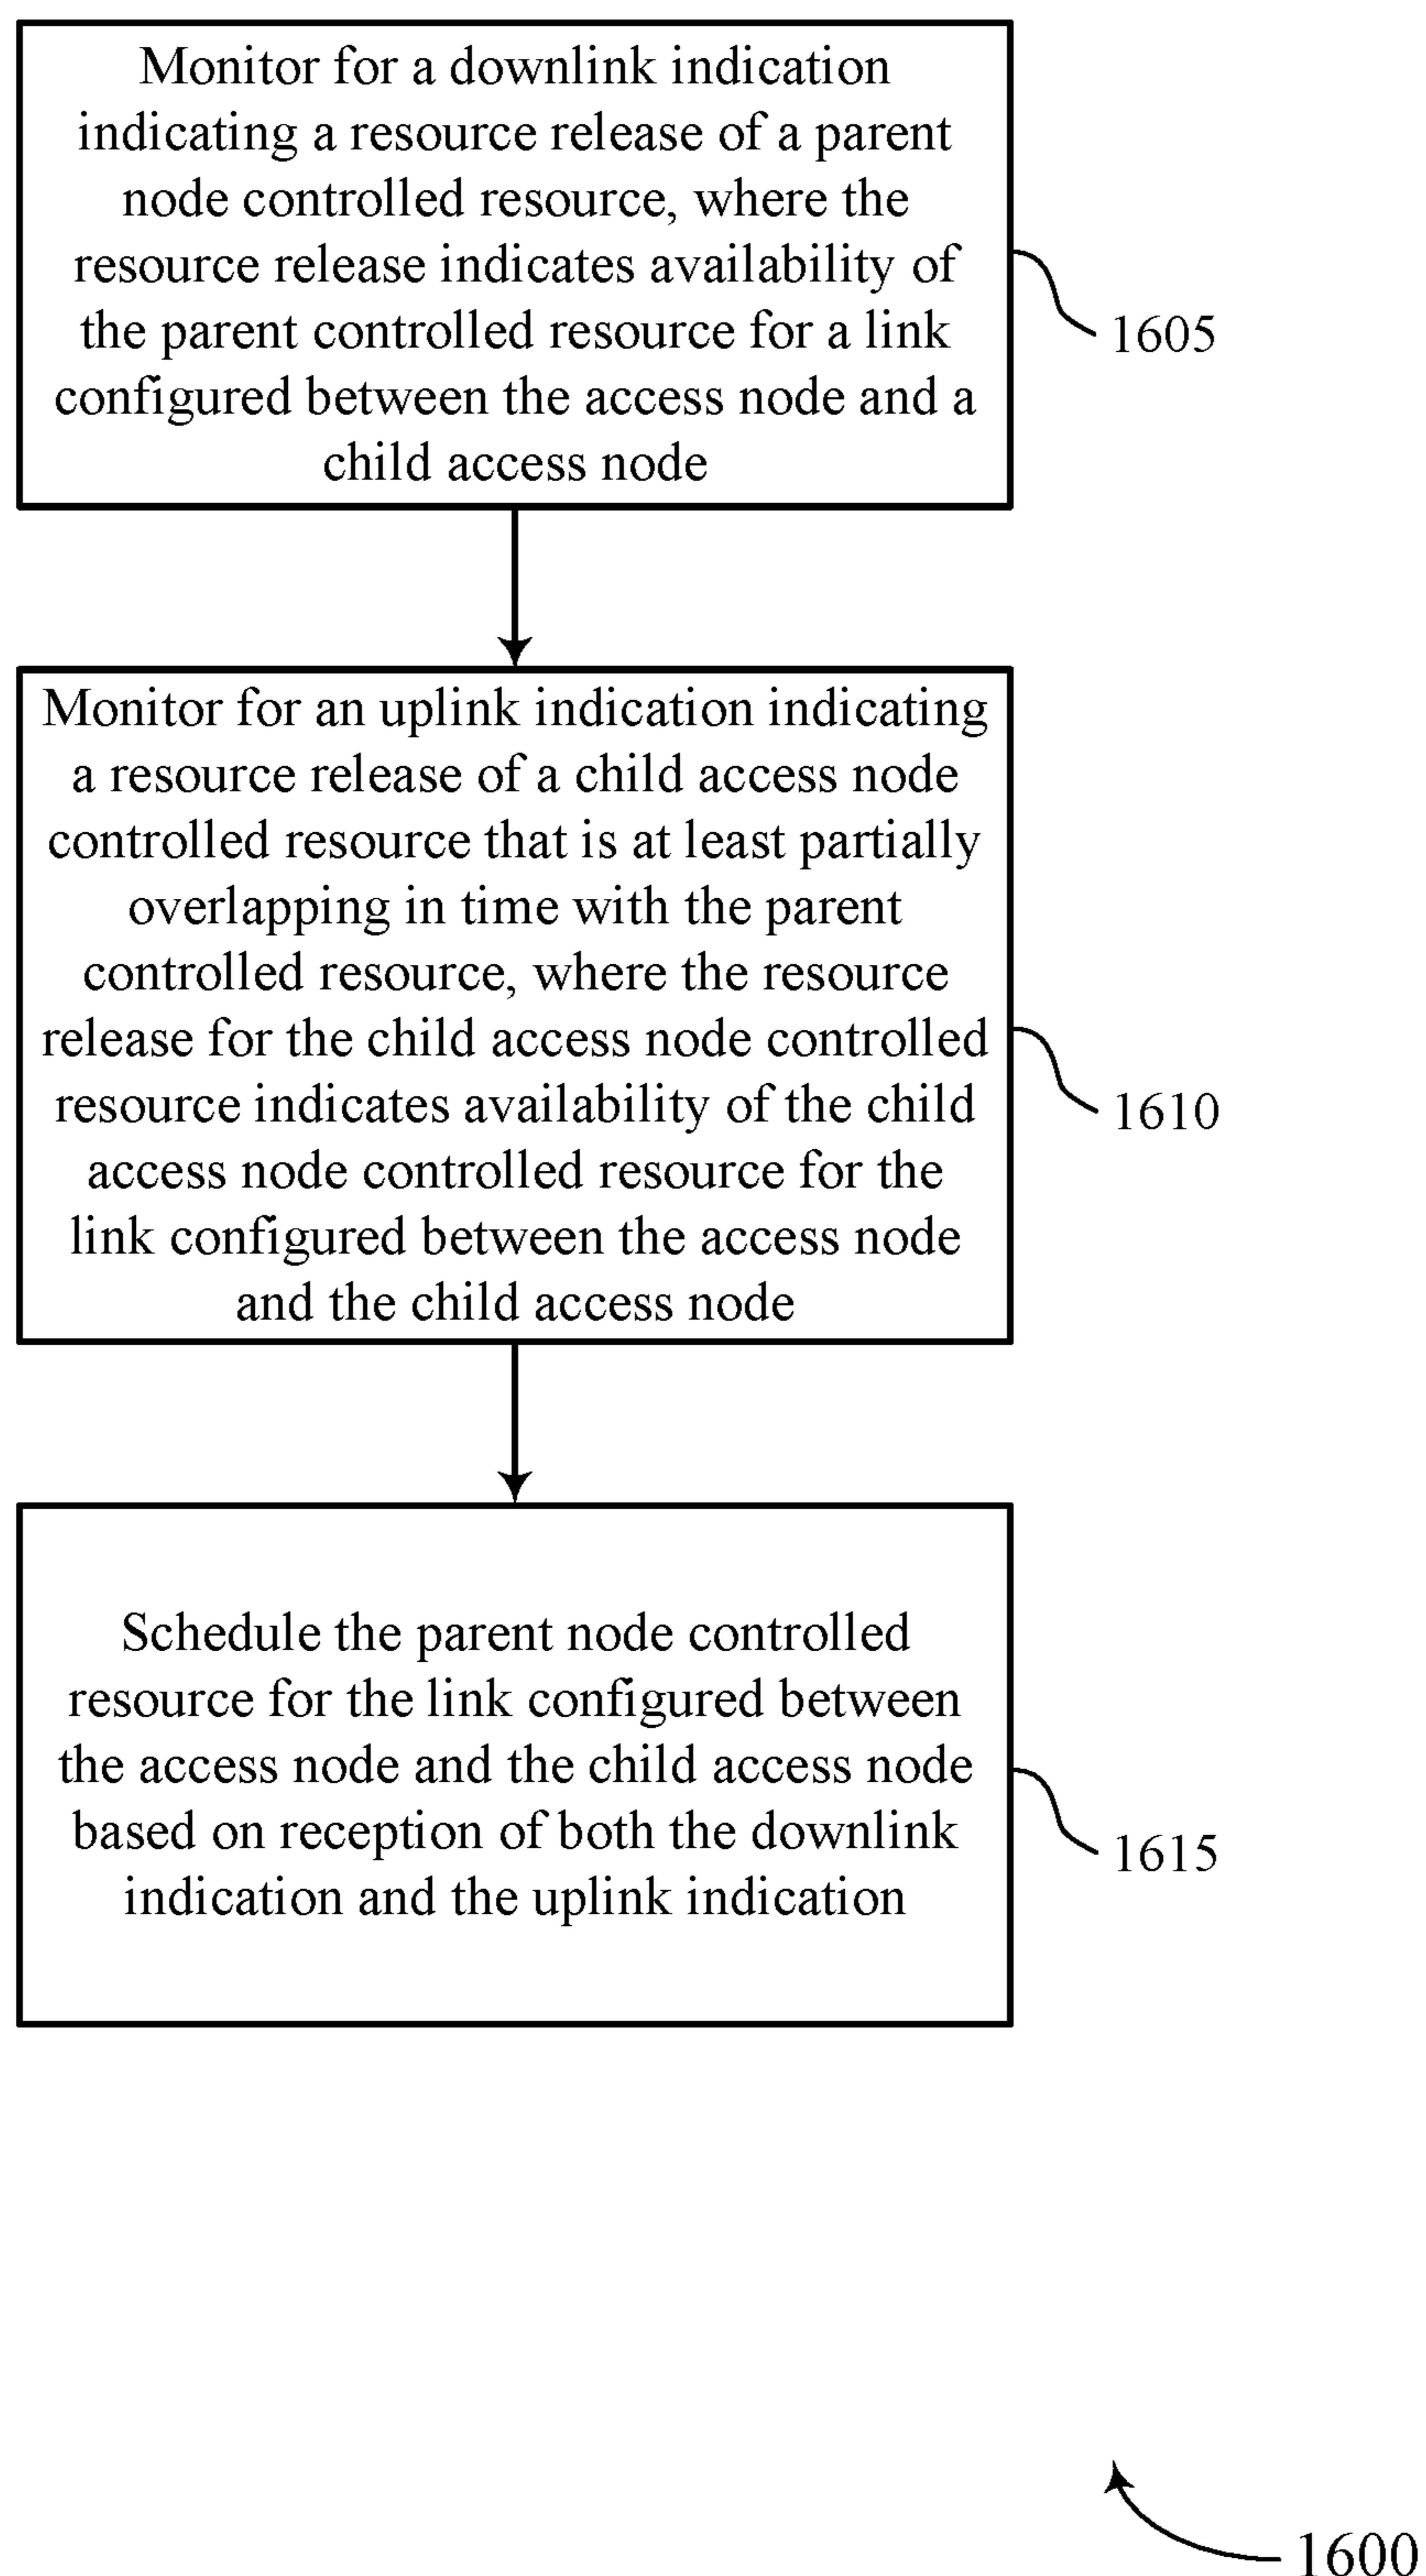 Monitor for a downlink indication
indicating a resource release of a parent
node controlled resource, where the
resource release indicates availability of
the parent controlled resource for a link
configured between the access node and a
child access node
1605
Monitor for an uplink indication indicating
a resource release of a child access node
controlled resource that is at least partially
overlapping in time with the parent
controlled resource, where the resource
release for the child access node controlled
resource indicates availability of the child
access node controlled resource for the
link configured between the access node
and the child access node
1610
Schedule the parent node controlled
resource for the link configured between
the access node and the child access node
based on reception of both the downlink
indication and the uplink indication
1615
1600